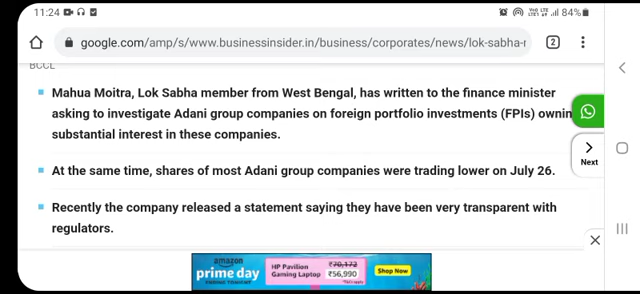 11:24
84%
google.com/amp/s/www.businessinsider.in/business/corporates/news/lok-sabha-r
2
BCCL
Mahua Moitra, Lok Sabha member from West Bengal, has written to the finance minister
asking to investigate Adani group companies on foreign portfolio investments (FPIs) ownin
substantial interest in these companies.
Next
At the same time, shares of most Adani group companies were trading lower on July 26.
Recently the company released a statement saying they have been very transparent with
regulators.
amazon
prime day
HP Pavilion
Gaming Laptop
₹70,172
₹56,990
Shop Now